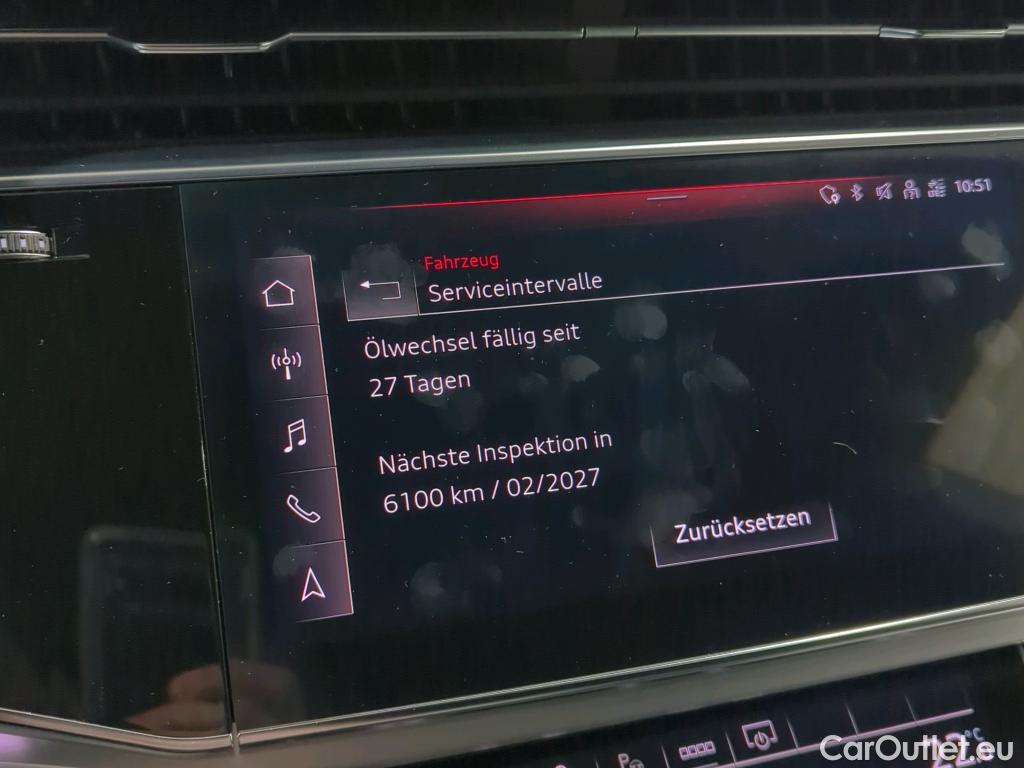 10:51
Fahrzeug
Serviceintervalle
Ölwechsel fällig seit
27 Tagen
Nächste Inspektion in
6100 km / 02/2027
Zurücksetzen
°C
CarOutlet.eu